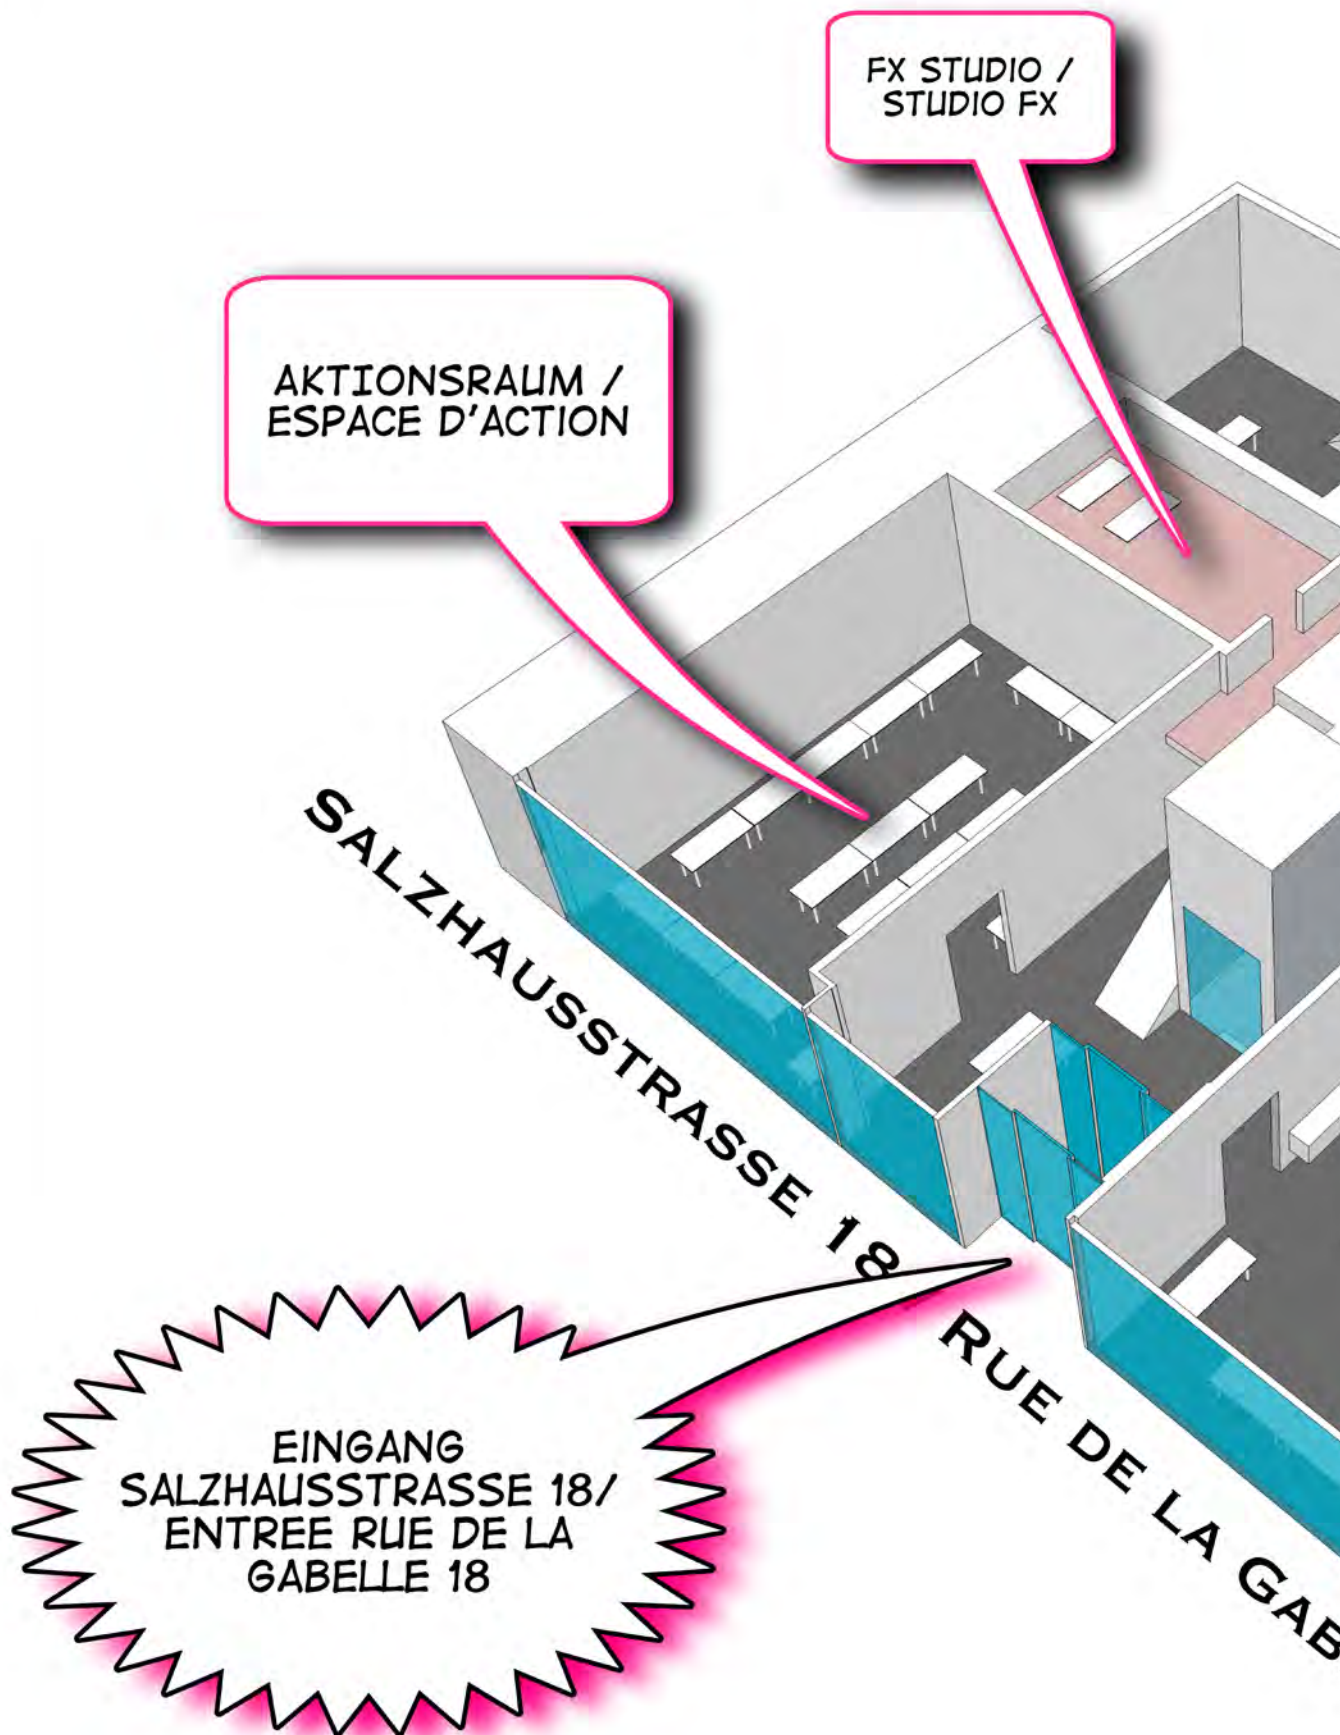 FX STUDIO /
STUDIO FX
AKTIONSRAUM /
ESPACE D'ACTION
SALZHAUSSTRASSE 18
RUE DE LA GAB
EINGANG
SALZHAUSSTRASSE 18/
ENTREE RUE DE LA
GABELLE 18